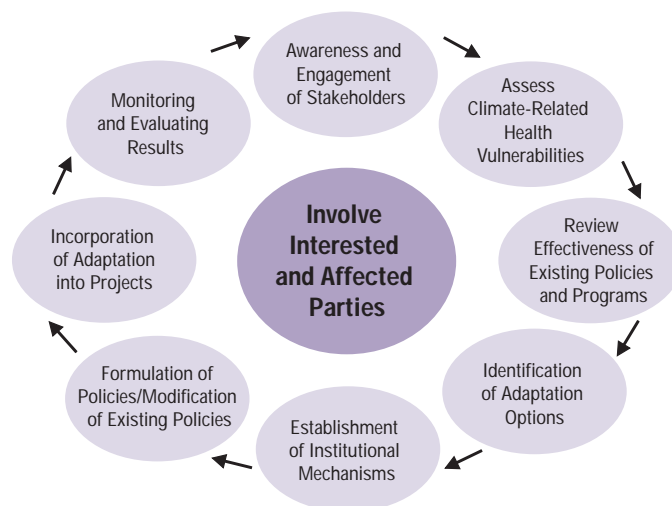 Awareness and
Engagement
of Stakeholders
Assess
Climate-Related
Health
Vulnerabilities
Review
Effectiveness of
Existing Policies
and Programs
Identification
of Adaptation
Options
Establishment
of Institutional
Mechanisms
Formulation of
Policies/Modification
of Existing Policies
Incorporation
of Adaptation
into Projects
Monitoring
and Evaluating
Results
Involve
Interested
and Affected
Parties